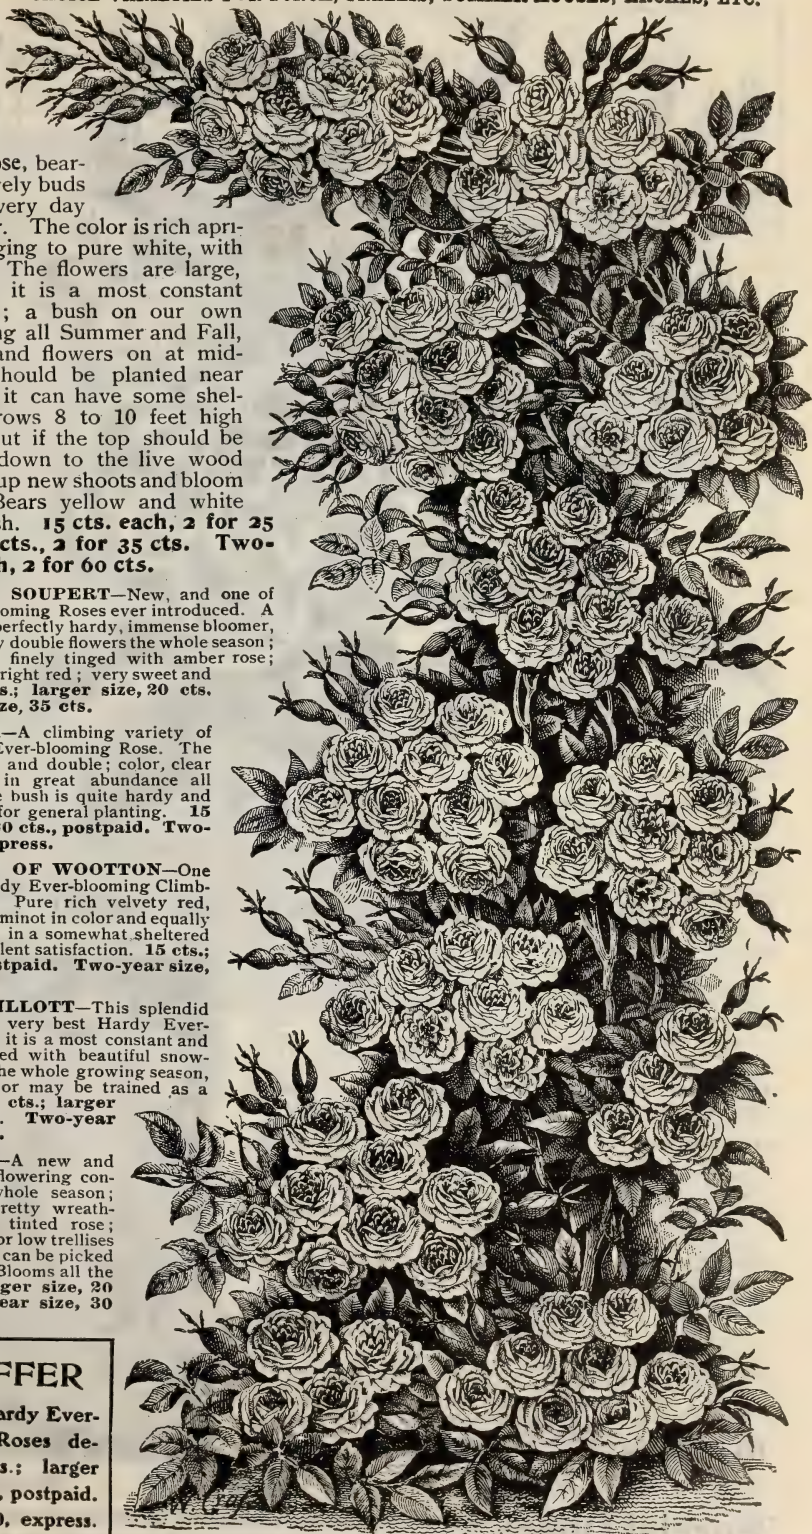 ETC.
ose, bear-
vely buds
very day
r. The color is rich apri-
ging to pure white, with
The flowers are large,
it is a most constant
; a bush on our own
ng all Summer and Fall,
and flowers on at mid-
hould be planted near
it can have some shel-
rows 8 to 10 feet high
ut if the top should be
down to the live wood
up new shoots and bloom
Bears yellow and white
sh. 15 cts. each, 2 for 25
cts., 2 for 35 cts. Two-
h, 2 for 60 cts.
SOUPERT—New, and one of
ooming Roses ever introduced. A
perfectly hardy, immense bloomer,
y double flowers the whole season;
finely tinged with amber rose;
right red; very sweet and
s.; larger size, 20 cts.
ze, 35 cts.
—A climbing variety of
Ever-blooming Rose. The
and double; color, clear
in great abundance all
e bush is quite hardy and
for general planting. 15
0 cts., postpaid. Two-
press.
OF WOOTTON—One
dy Ever-blooming Climb-
Pure rich velvety red,
minot in color and equally
in a somewhat sheltered
lent satisfaction. 15 cts.;
stpaid. Two-year size,
ILLOTT—This splendid
very best Hardy Ever-
it is a most constant and
ed with beautiful snow-
he whole growing season,
or may be trained as a
cts.; larger
. Two-year
—A new and
lowering con-
whole season;
retty wreath-
tinted rose;
or low trellises
can be picked
Blooms all the
ger size, 20
ear size, 30
FFER
ardy Ever-
Roses de-
s.; larger
, postpaid.
0, express.